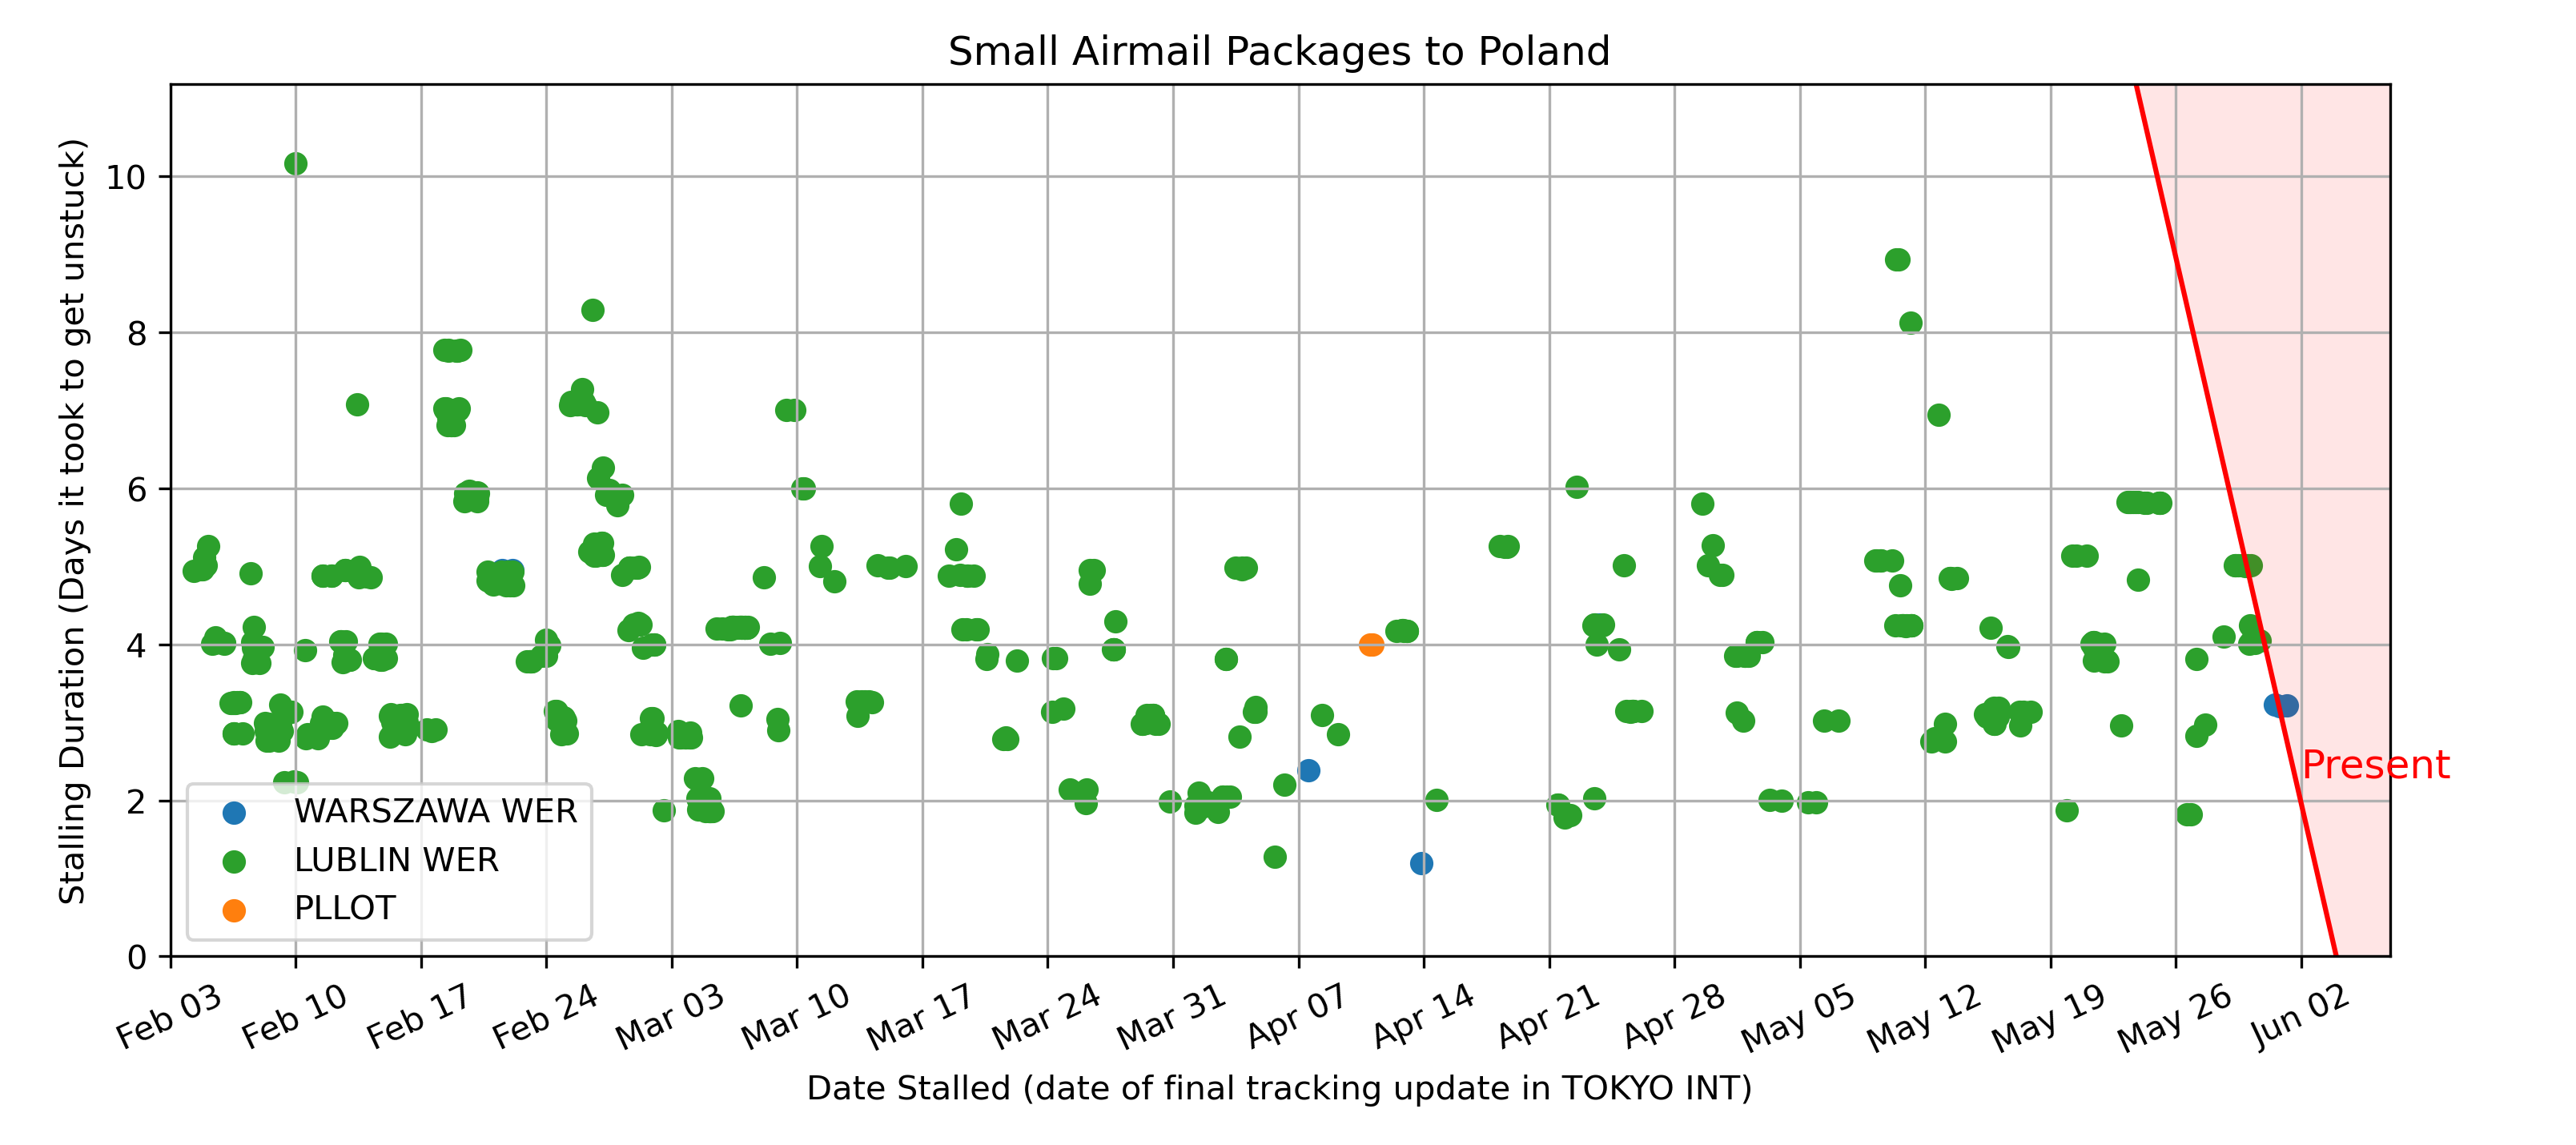 Small Airmail Packages to Poland
Stalling Duration (Days it took to get unstuck)
10
8
6
4
2
0
Present
WARSZAWA WER
LUBLIN WER
PLLOT
Feb 03
Feb 10
Feb 17
Feb 24
Mar 03
Mar 10
Mar 17
Mar 24
Mar 31
Apr 07
Apr 14
Apr 21
Apr 28
May 05
May 12
May 19
May 26
Jun 02
Date Stalled (date of final tracking update in TOKYO INT)